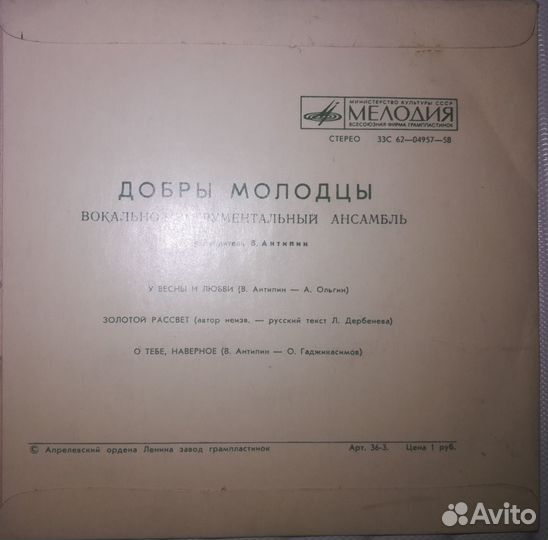 МИНИСТЕРСТВО КУЛЬТУРЫ СССР
МЕЛОДИЯ
ВСЕСОЮЗНАЯ ФИРМА ГРАМПЛАСТИНОК
СТЕРЕО 33С 62—04957—58
ДОБРЫ МОЛОДЦЫ
АНСАМБЛЬ
В. Антипин
У ВЕСНЫ И ЛЮБВИ (В. Антипин — А. Ольгин)
ЗОЛОТОЙ РАССВЕТ (автор неизв. — русский текст Л. Дербенева)
О ТЕБЕ, НАВЕРНОЕ (В. Антипин — О. Гаджикасимов)
© Апрелевский ордена Ленина завод грампластинок Арт. 36-3. Цена 1 руб.
Avito